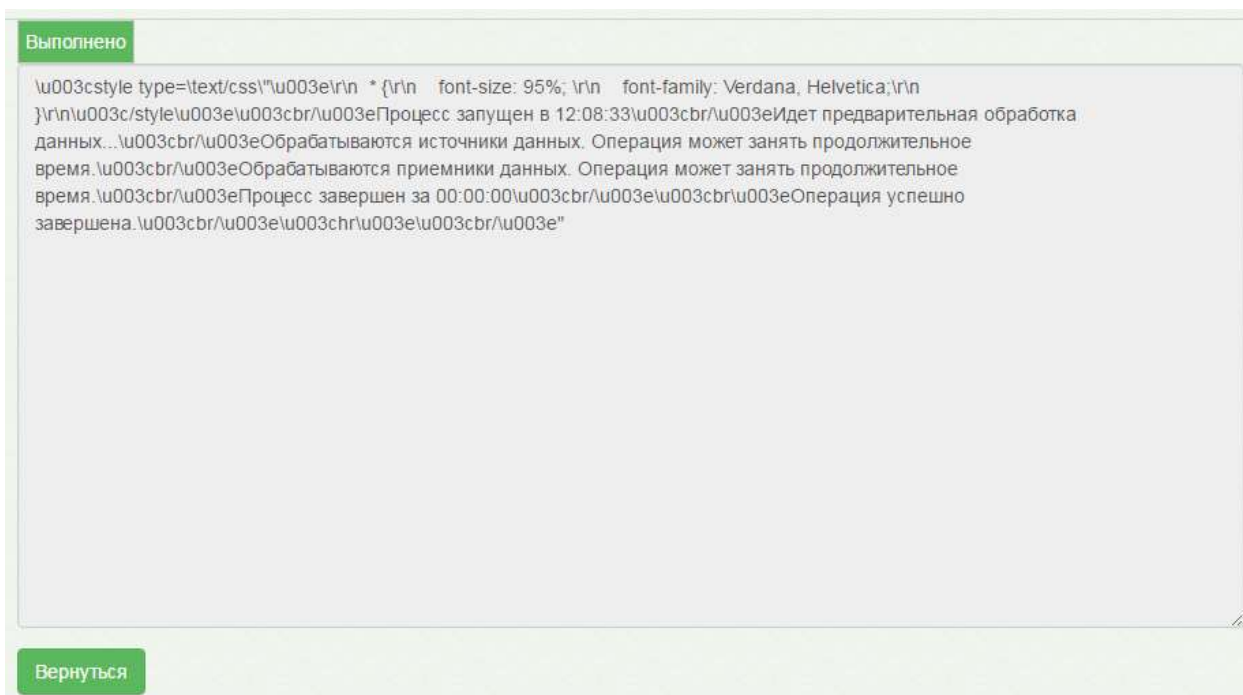 Выполнено
\u003cstyle type=\text/css\"\u003e\r\n * {\r\n font-size: 95%; \r\n font-family: Verdana, Helvetica;\r\n
}\r\n\u003c/style\u003e\u003cbr/\u003eПроцесс запущен в 12:08:33\u003cbr/\u003eИдет предварительная обработка
данных...\u003cbr/\u003eОбрабатываются источники данных. Операция может занять продолжительное
время.\u003cbr/\u003eОбрабатываются приемники данных. Операция может занять продолжительное
время.\u003cbr/\u003eПроцесс завершен за 00:00:00\u003cbr/\u003e\u003cbr\u003eОперация успешно
завершена.\u003cbr/\u003e\u003chr\u003e\u003cbr/\u003e"
Вернуться